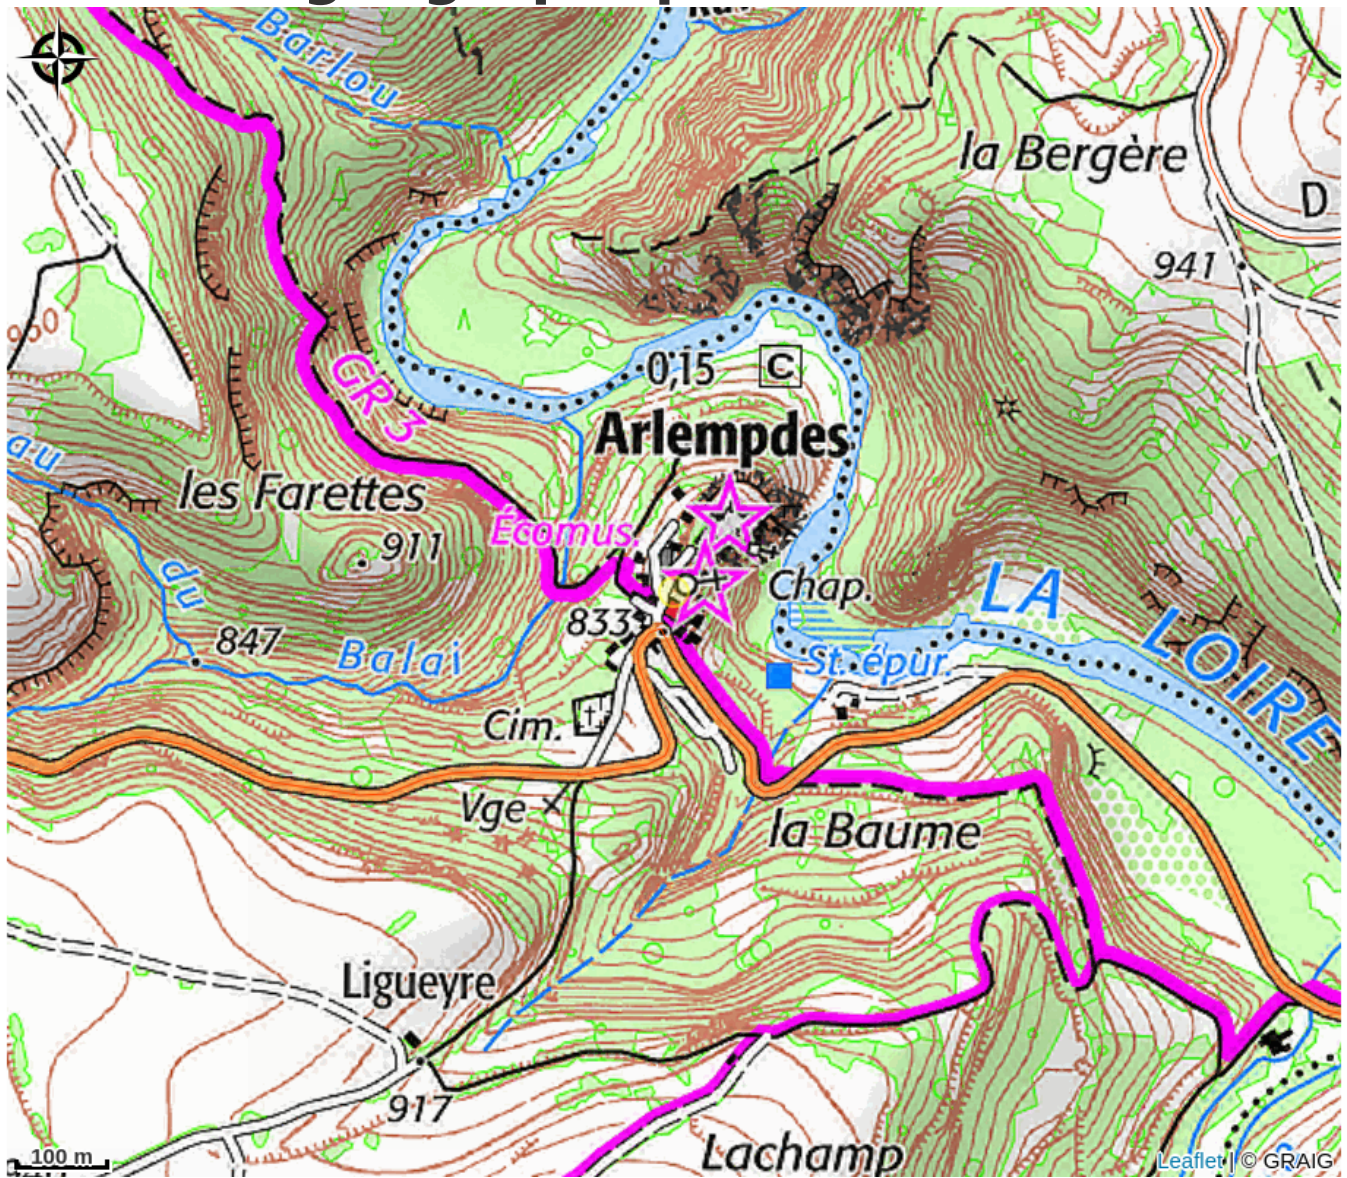 Barlou
la Bergère
D
941
GR 3
0,15
C
Arlempdes
au
les Farettes
Écomus.
911
du
Chap.
LA LOIRE
833
847
Balai
St. épur.
Cim.
Vge
la Baume
Ligueyre
917
Lachamp
100 m
Leaflet | © GRAIG